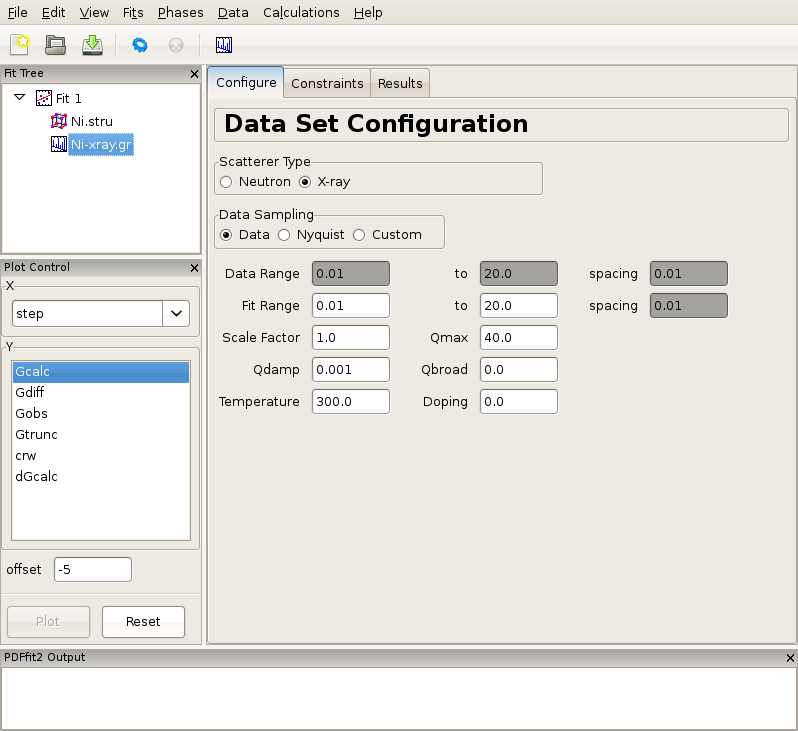 File Edit View Fits Phases Data Calculations Help
Fit Tree
Fit 1
Ni.stru
Ni-xray.gr
Plot Control
X
step
Y
Gcalc
Gdiff
Gobs
Gtrunc
crw
dGcalc
offset -5
Plot Reset
Configure Constraints Results
Data Set Configuration
Scatterer Type
Neutron X-ray
Data Sampling
Data Nyquist Custom
Data Range 0.01 to 20.0 spacing 0.01
Fit Range 0.01 to 20.0 spacing 0.01
Scale Factor 1.0 Qmax 40.0
Qdamp 0.001 Qbroad 0.0
Temperature 300.0 Doping 0.0
PDFfit2 Output